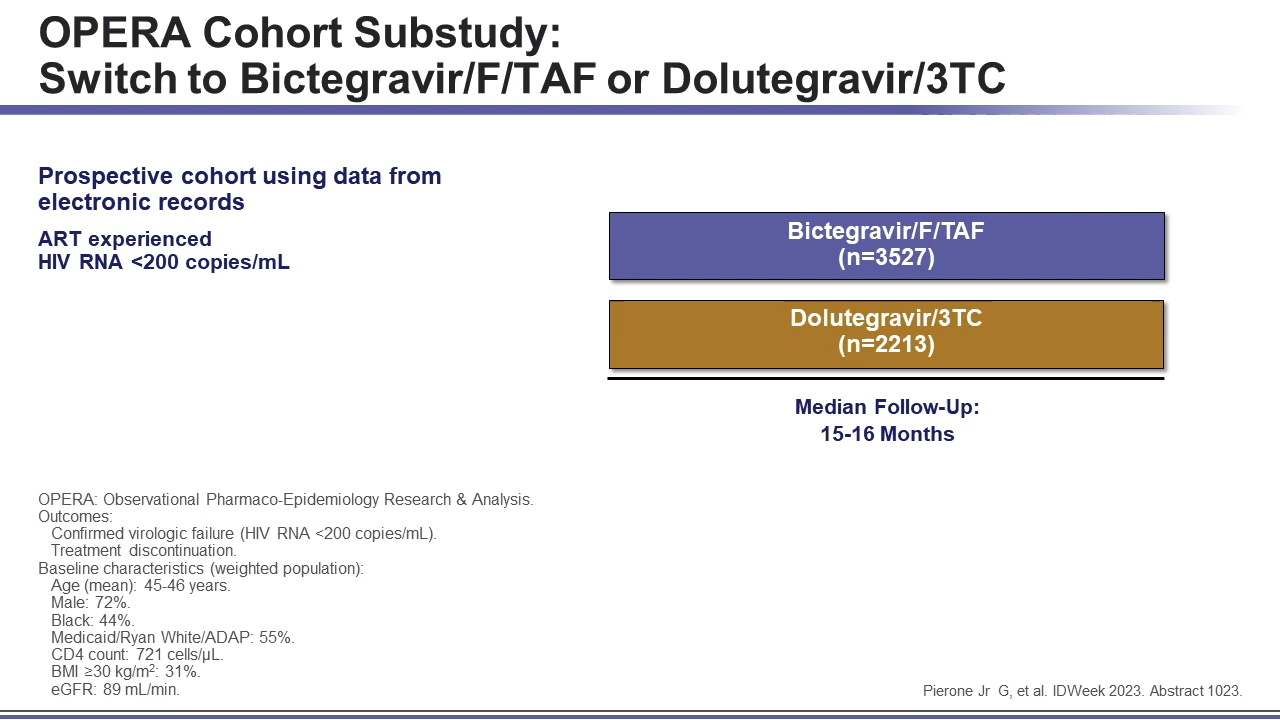 OPERA Cohort Substudy:
Switch to Bictegravir/F/TAF or Dolutegravir/3TC
Prospective cohort using data from
electronic records
ART experienced
HIV RNA <200 copies/mL
Bictegravir/F/TAF
(n=3527)
Dolutegravir/3TC
(n=2213)
Median Follow-Up:
15-16 Months
OPERA: Observational Pharmaco-Epidemiology Research & Analysis.
Outcomes:
Confirmed virologic failure (HIV RNA <200 copies/mL).
Treatment discontinuation.
Baseline characteristics (weighted population):
Age (mean): 45-46 years.
Male: 72%.
Black: 44%.
Medicaid/Ryan White/ADAP: 55%.
CD4 count: 721 cells/µL.
BMI ≥30 kg/m²: 31%.
eGFR: 89 mL/min.
Pierone Jr G, et al. IDWeek 2023. Abstract 1023.